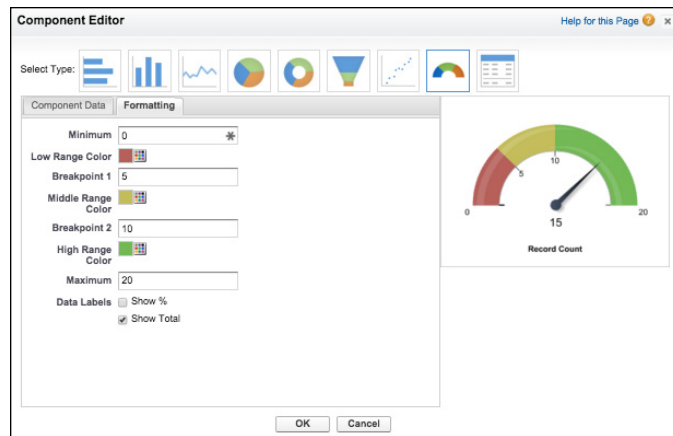 Component Editor
Help for this Page
Select Type:
Component Data
Formatting
Minimum 0
Low Range Color
Breakpoint 1 5
Middle Range
Color
Breakpoint 2 10
High Range
Color
Maximum 20
Data Labels Show %
Show Total
10
5
0
20
15
Record Count
OK
Cancel